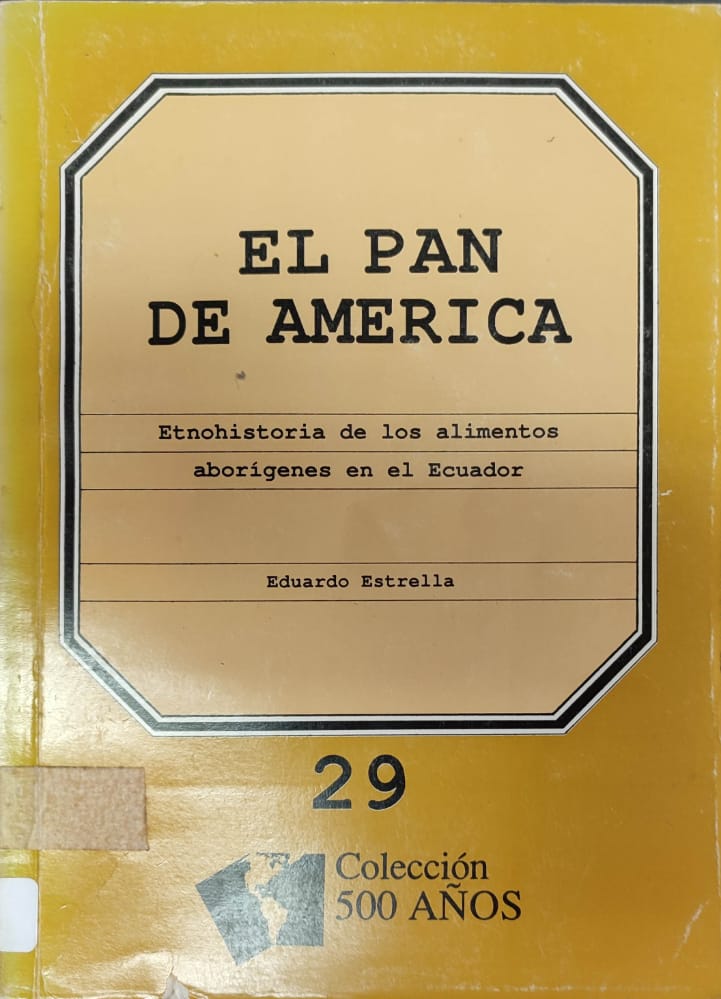 EL PAN
DE AMERICA
Etnohistoria de los alimentos
aborígenes en el Ecuador
Eduardo Estrella
29
Colección
500 AÑOS